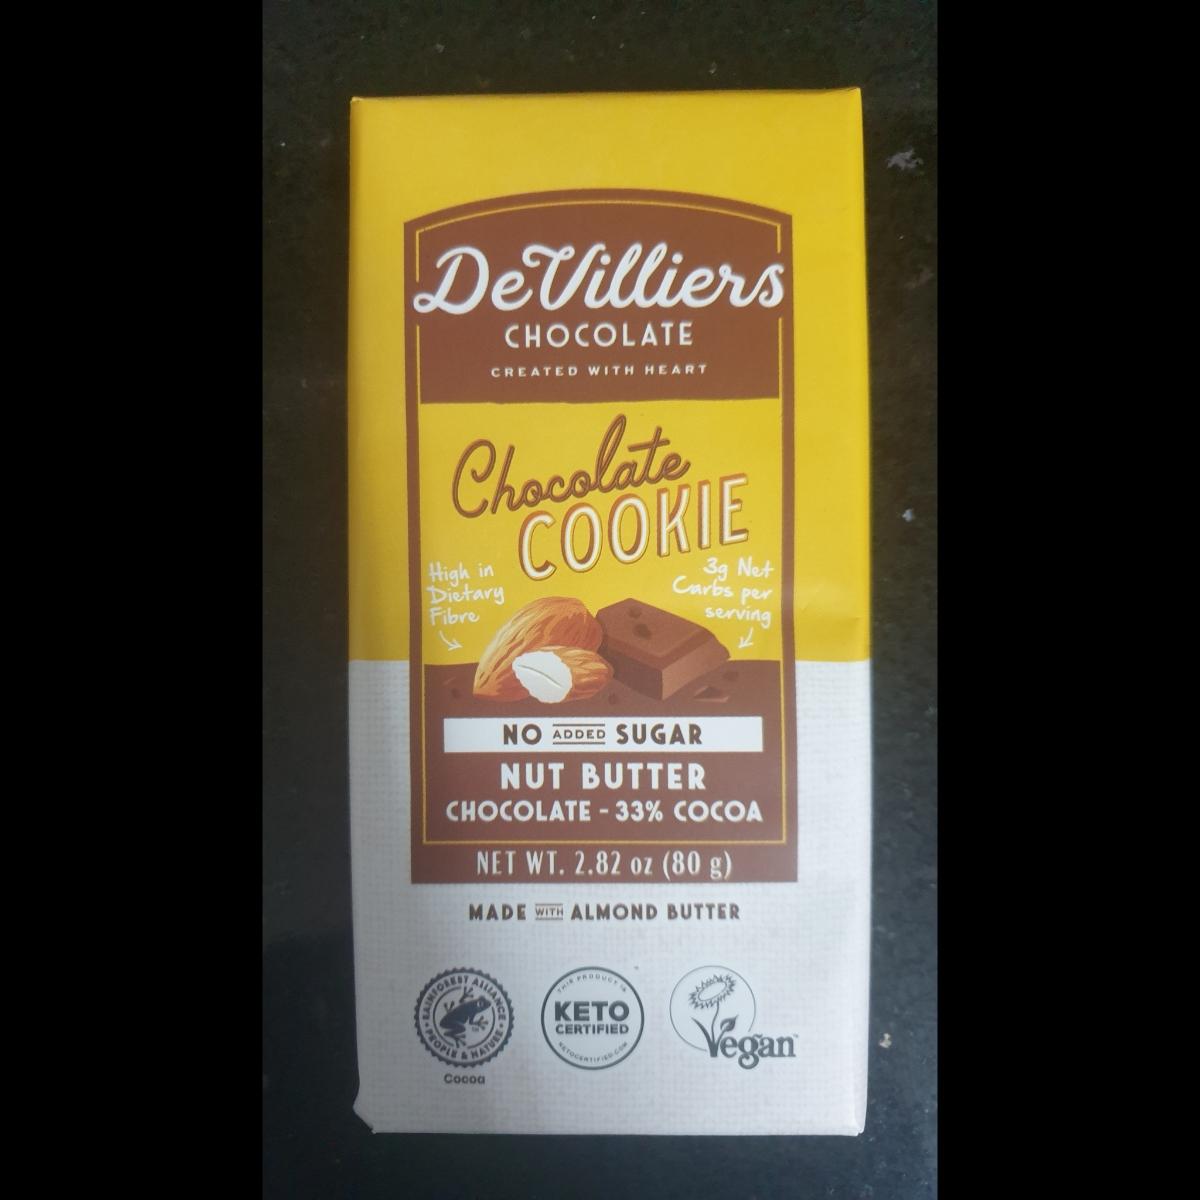 DeVilliers
CHOCOLATE
CREATED WITH HEART
Chocolate
COOKIE
High in
Dietary
Fibre
3g Net
Carbs per
serving
NO ADDED SUGAR
NUT BUTTER
CHOCOLATE - 33% COCOA
NET WT. 2.82 oz (80 g)
MADE WITH ALMOND BUTTER
RAINFOREST ALLIANCE
PEOPLE & NATURE
Cocoa
THIS PRODUCT IS
KETO
CERTIFIED
KETOCERTIFIED.COM
Vegan™